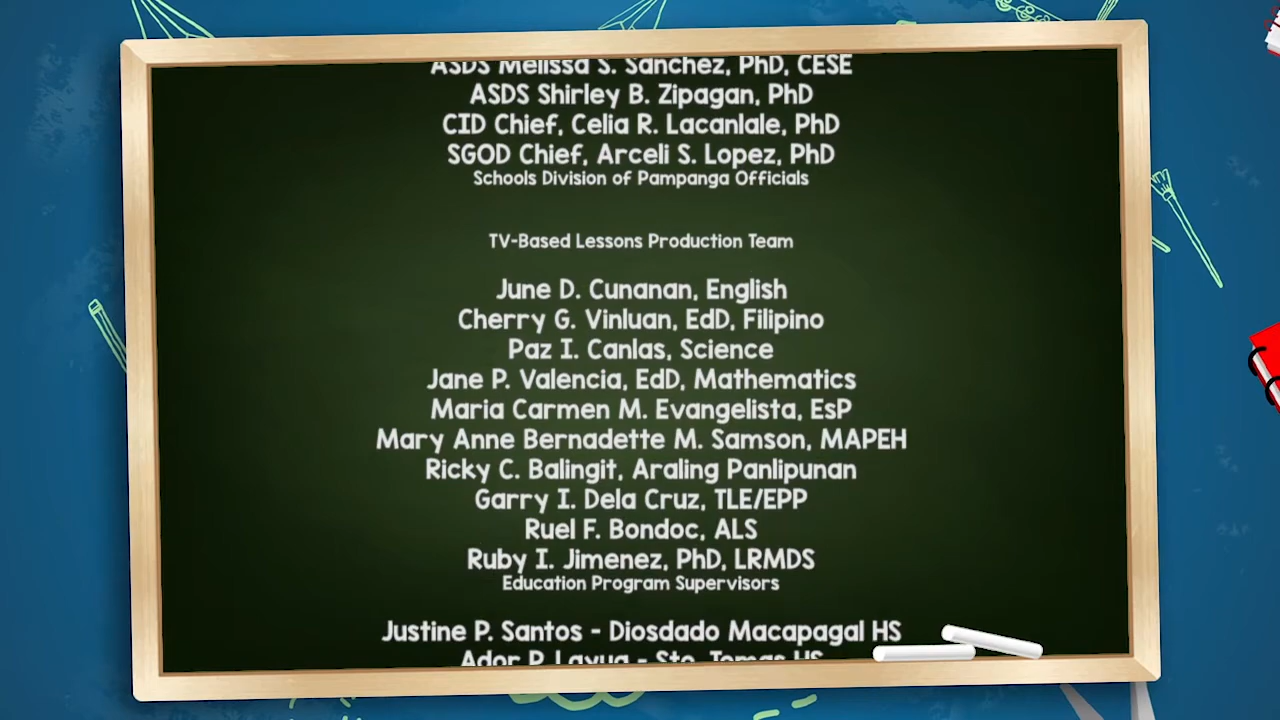 ASDS Melissa S. Sanchez, PhD, CESE
ASDS Shirley B. Zipagan, PhD
CID Chief, Celia R. Lacanlale, PhD
SGOD Chief, Arceli S. Lopez, PhD
Schools Division of Pampanga Officials
TV-Based Lessons Production Team
June D. Cunanan, English
Cherry G. Vinluan, EdD, Filipino
Paz I. Canlas, Science
Jane P. Valencia, EdD, Mathematics
Maria Carmen M. Evangelista, EsP
Mary Anne Bernadette M. Samson, MAPEH
Ricky C. Balingit, Araling Panlipunan
Garry I. Dela Cruz, TLE/EPP
Ruel F. Bondoc, ALS
Ruby I. Jimenez, PhD, LRMDS
Education Program Supervisors
Justine P. Santos - Diosdado Macapagal HS
Ador P. - Sto. Tomas HS